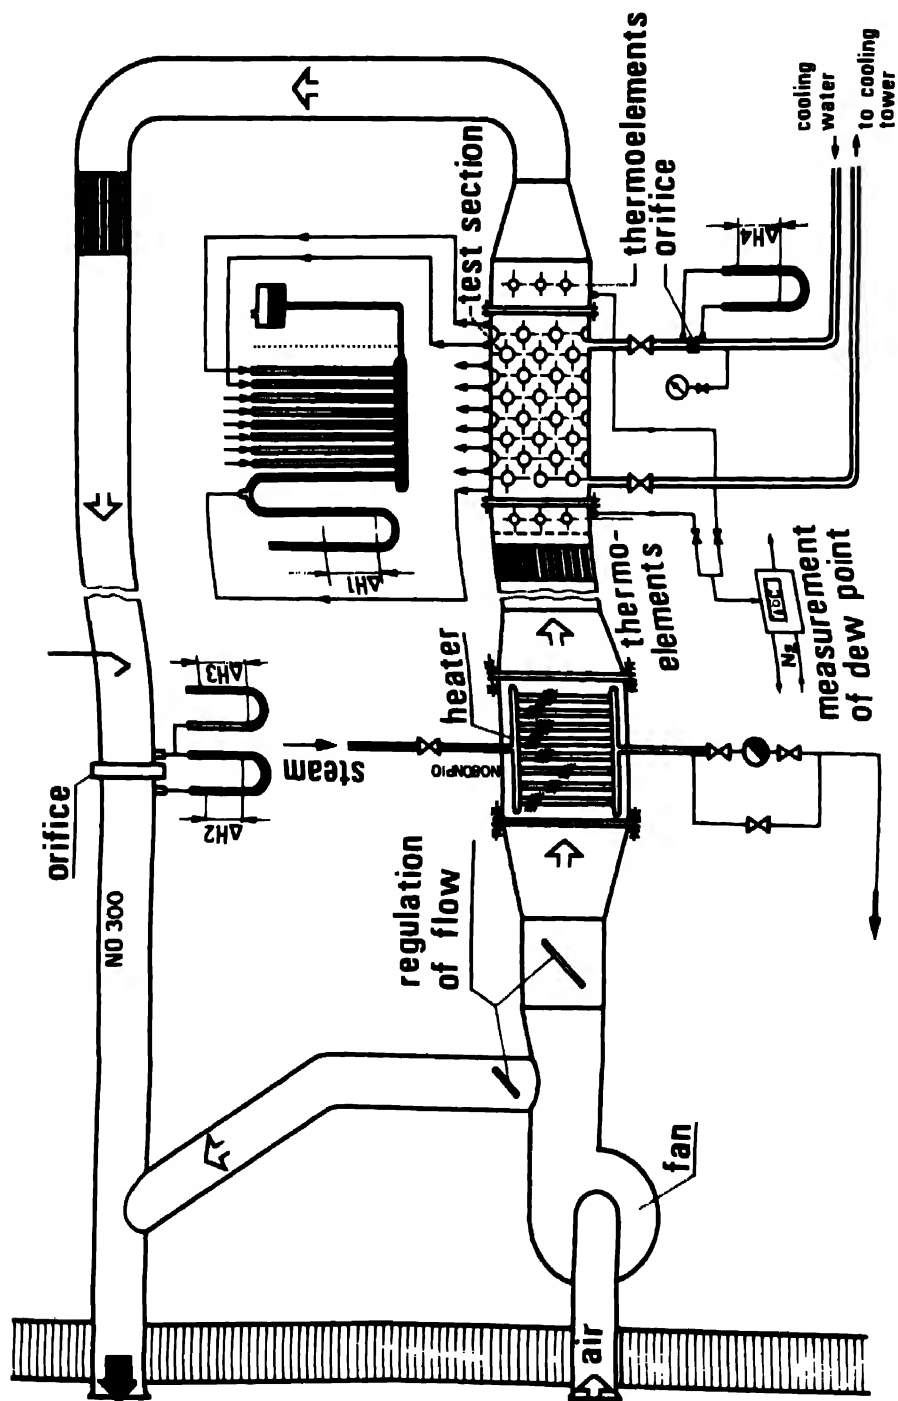 cooling
water
to cooling
tower
thermoelements
orifice
test section
ΔH4
ΔH1
thermo-
elements
measurement
of dew point
N₂
heater
steam
ΔH3
ΔH2
orifice
NO 300
regulation
of flow
fan
air